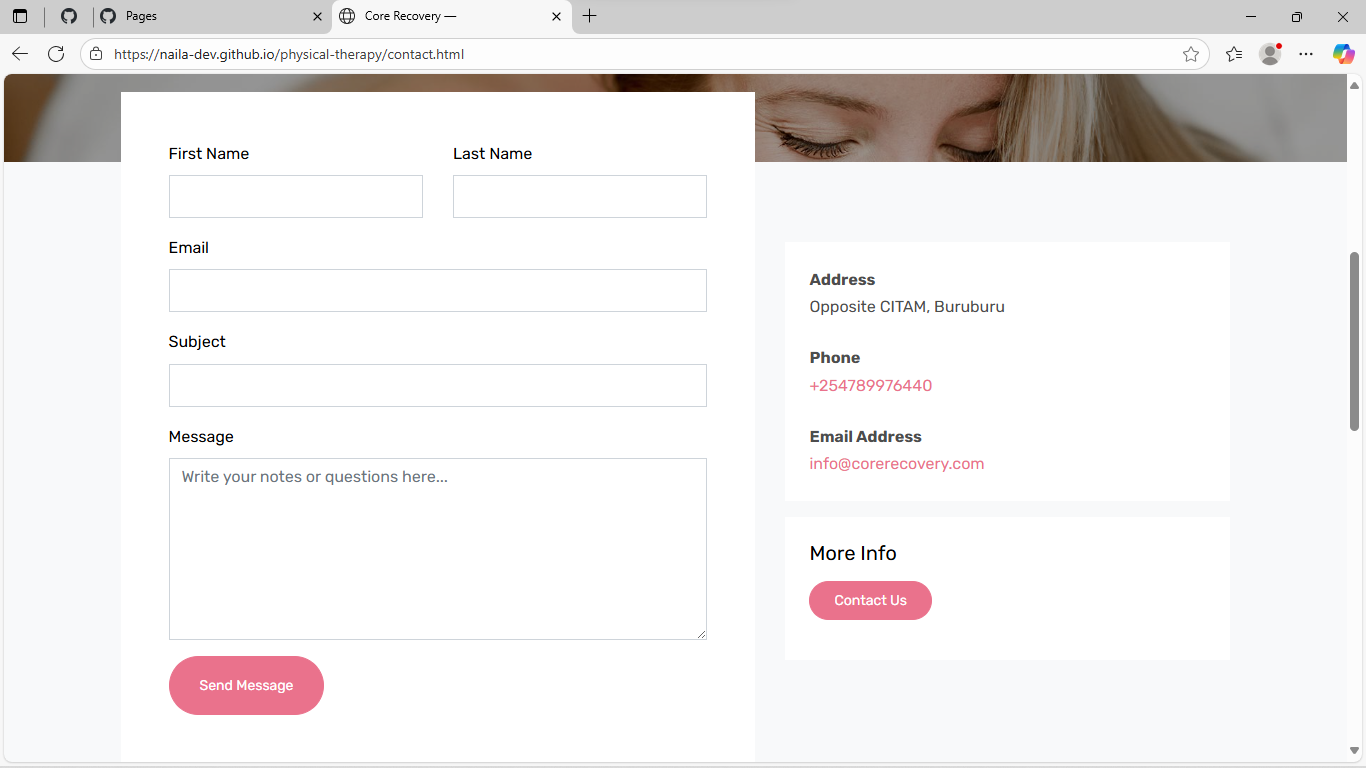 Pages
Core Recovery —
https://naila-dev.github.io/physical-therapy/contact.html
First Name
Last Name
Email
Subject
Message
Write your notes or questions here...
Send Message
Address
Opposite CITAM, Buruburu
Phone
+254789976440
Email Address
info@corerecovery.com
More Info
Contact Us